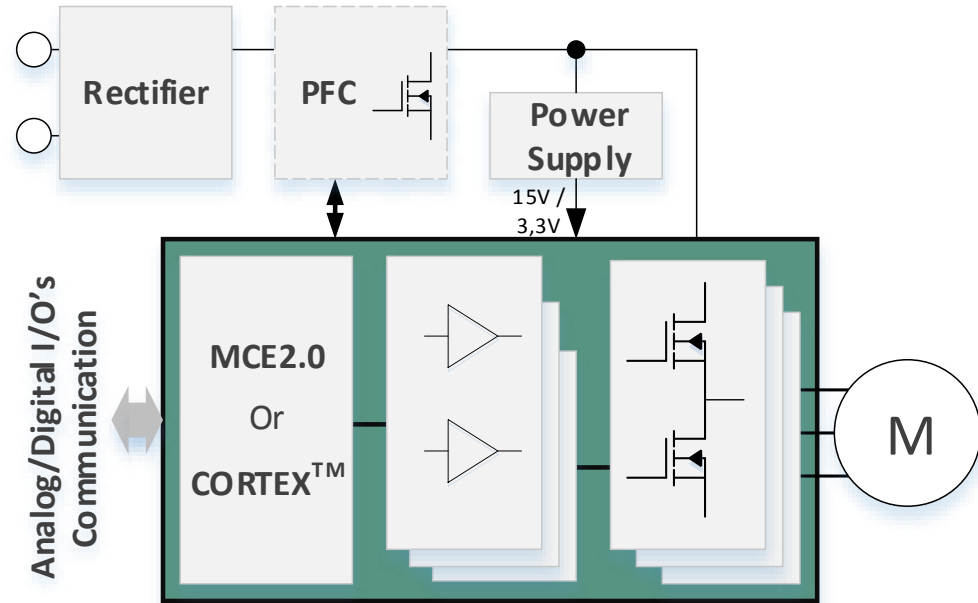 Rectifier
PFC
Power
Supply
15V /
3,3V
Analog/Digital I/O's
Communication
MCE2.0
Or
CORTEX™
M